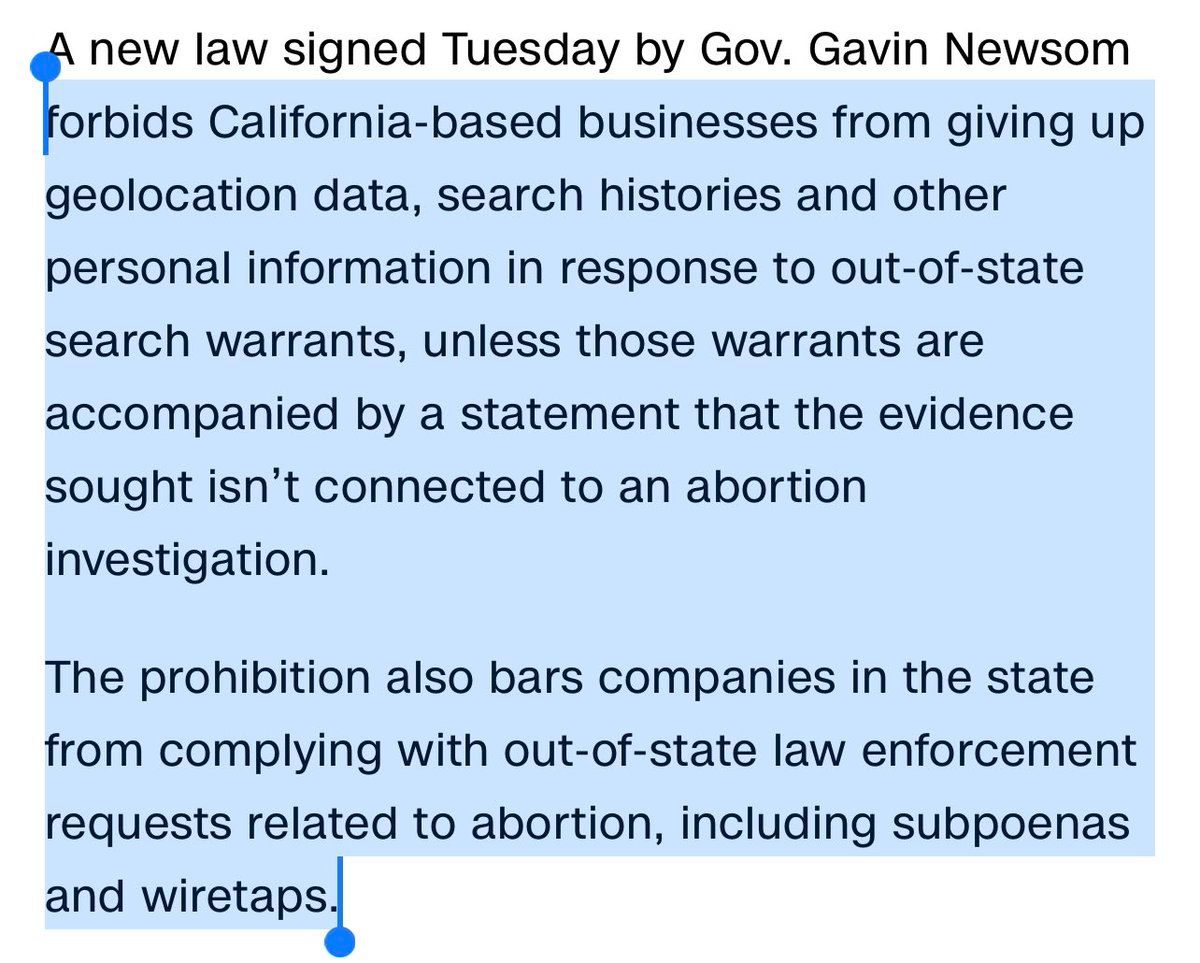 A new law signed Tuesday by Gov. Gavin Newsom
forbids California-based businesses from giving up
geolocation data, search histories and other
personal information in response to out-of-state
search warrants, unless those warrants are
accompanied by a statement that the evidence
sought isn’t connected to an abortion
investigation.
The prohibition also bars companies in the state
from complying with out-of-state law enforcement
requests related to abortion, including subpoenas
and wiretaps.